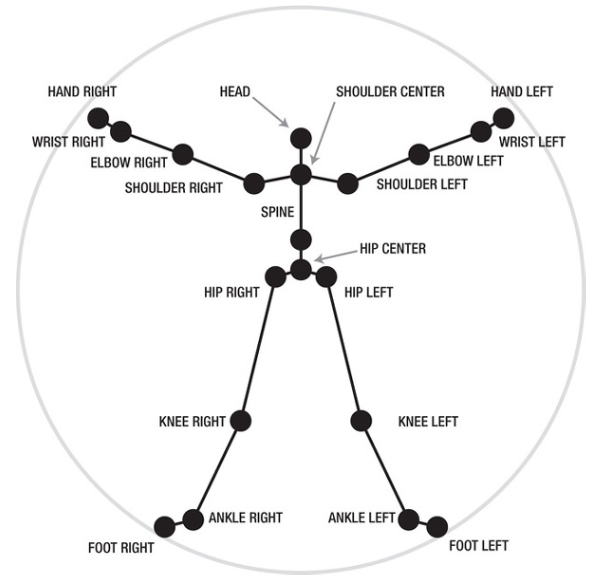 HAND RIGHT
HEAD
SHOULDER CENTER
HAND LEFT
WRIST RIGHT
WRIST LEFT
ELBOW RIGHT
ELBOW LEFT
SHOULDER RIGHT
SHOULDER LEFT
SPINE
HIP CENTER
HIP RIGHT
HIP LEFT
KNEE RIGHT
KNEE LEFT
ANKLE RIGHT
ANKLE LEFT
FOOT RIGHT
FOOT LEFT